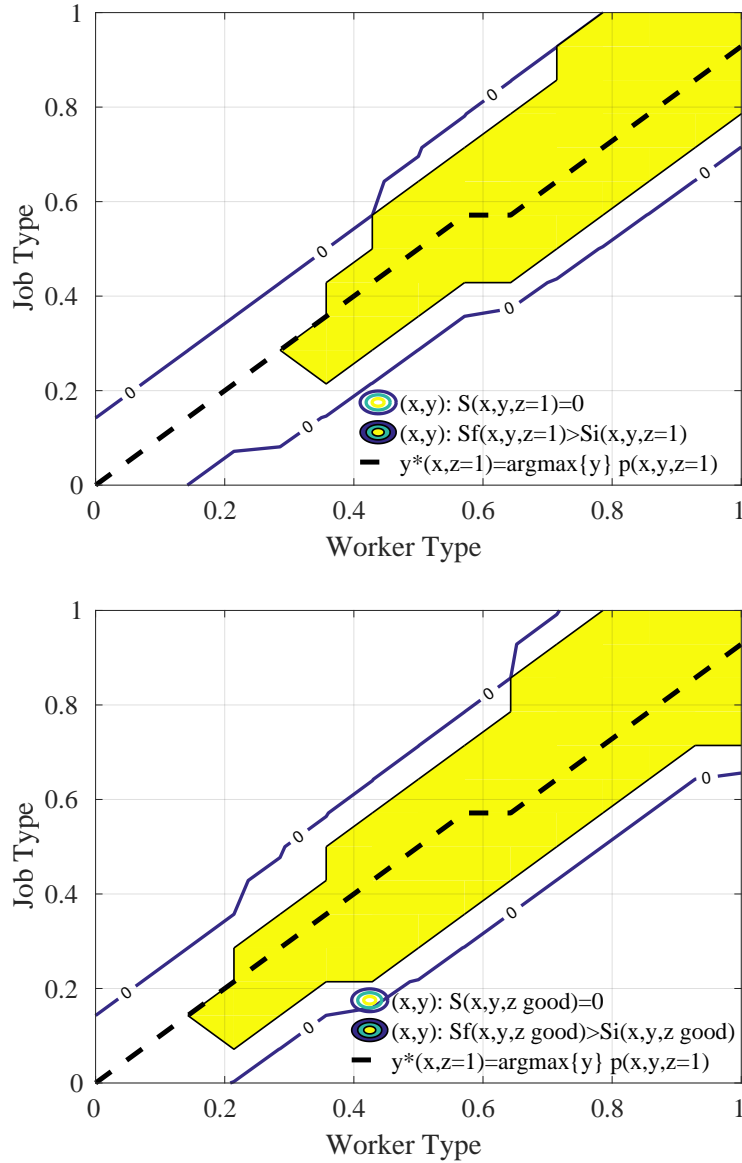 1
0.8
0.6
0.4
0.2
0
Job Type
0
0
0
0
0
0
(x,y): S(x,y,z=1)=0
(x,y): Sf(x,y,z=1)>Si(x,y,z=1)
y*(x,z=1)=argmax{y} p(x,y,z=1)
0 0.2 0.4 0.6 0.8 1
Worker Type
1
0.8
0.6
0.4
0.2
0
Job Type
0
0
0
0
0
0
(x,y): S(x,y,z good)=0
(x,y): Sf(x,y,z good)>Si(x,y,z good)
y*(x,z=1)=argmax{y} p(x,y,z=1)
0 0.2 0.4 0.6 0.8 1
Worker Type